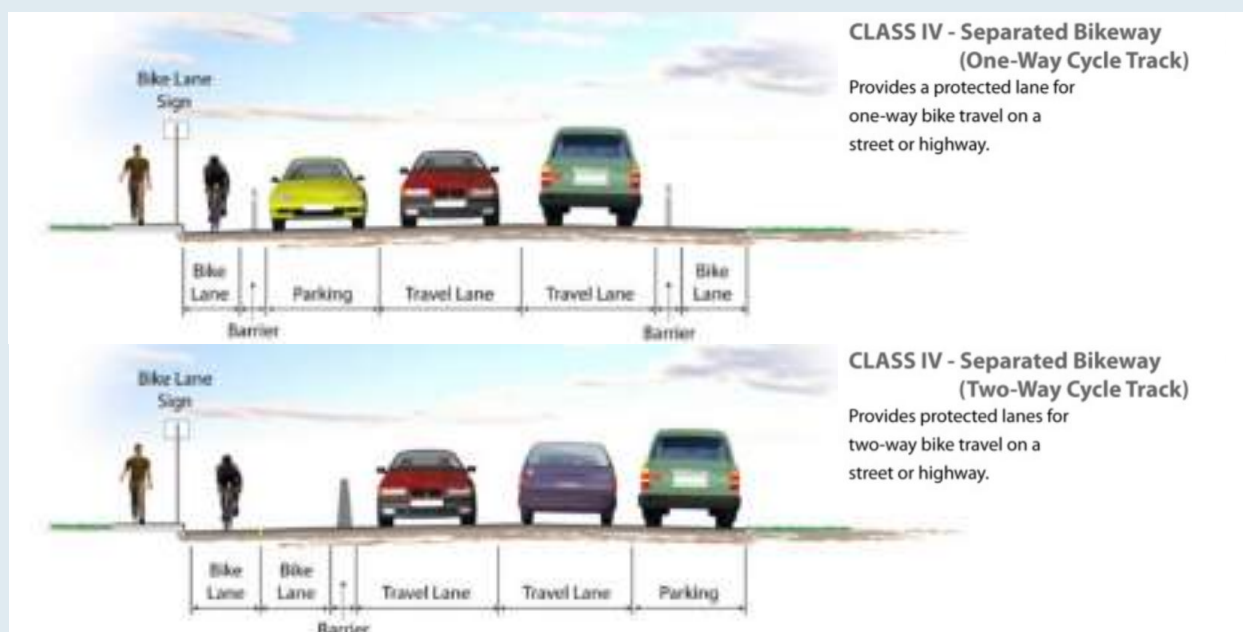 CLASS IV - Separated Bikeway
(One-Way Cycle Track)
Provides a protected lane for
one-way bike travel on a
street or highway.
Bike Lane
Sign
Bike
Lane
Parking
Travel Lane
Travel Lane
Bike
Lane
Barrier
Barrier
CLASS IV - Separated Bikeway
(Two-Way Cycle Track)
Provides protected lanes for
two-way bike travel on a
street or highway.
Bike Lane
Sign
Bike
Lane
Bike
Lane
Travel Lane
Travel Lane
Parking
Barrier